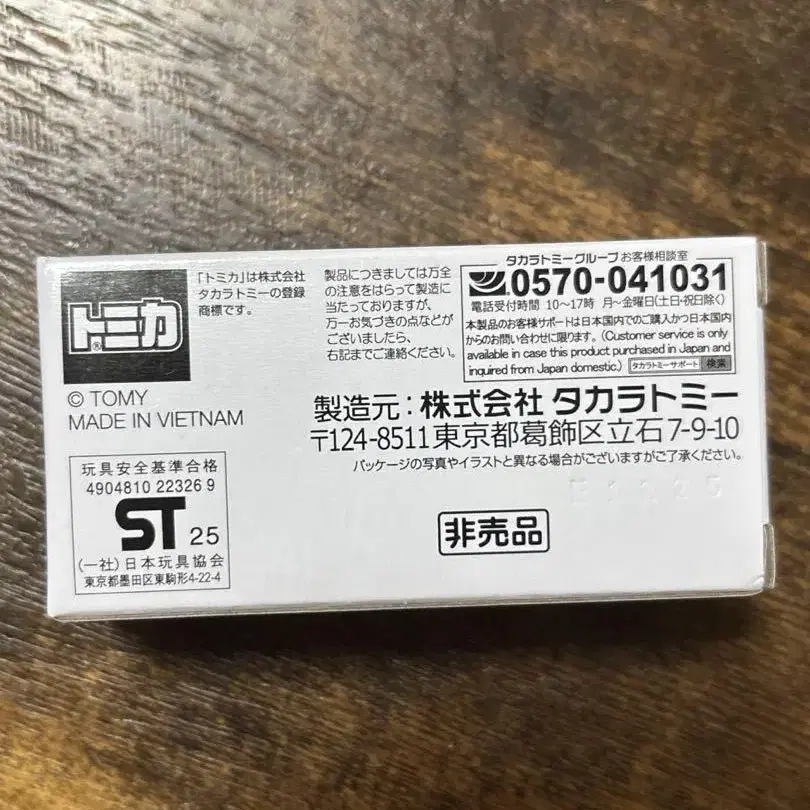 トミカ®
「トミカ」は株式会社
タカラトミーの登録
商標です。
製品につきましては万全
の注意をはらって製造に
当たっておりますが、
万一お気づきの点などが
ございましたら、
右記までご連絡ください。
タカラトミーグループ お客様相談室
0570-041031
電話受付時間 10〜17時 月〜金曜日(土日・祝日除く)
本製品のお客様サポートは日本国内でのご購入かつ日本国内
からのお問い合わせに限ります。(Customer service is only
available in case this product purchased in Japan and
inquired from Japan domestic.) タカラトミーサポート 検索
© TOMY
MADE IN VIETNAM
製造元:株式会社 タカラトミー
〒124-8511 東京都葛飾区立石 7-9-10
パッケージの写真やイラストと異なる場合がございますがご了承ください。
玩具安全基準合格
4904810 22326 9
ST 25
(一社)日本玩具協会
東京都墨田区東駒形4-22-4
非売品